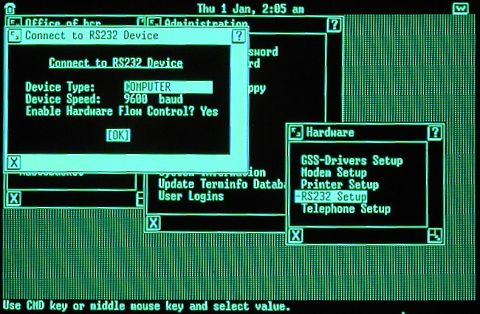 Thu 1 Jan, 2:05 am
Office of bcr
Administration
?
Connect to RS232 Device
?
Connect to RS232 Device
Device Type: COMPUTER
Device Speed: 9600 baud
Enable Hardware Flow Control? Yes
[OK]
X
System Information
Update Terminfo Databa
User Logins
X
X
Hardware
?
GSS-Drivers Setup
Modem Setup
Printer Setup
RS232 Setup
Telephone Setup
X
Use CMD key or middle mouse key and select value.